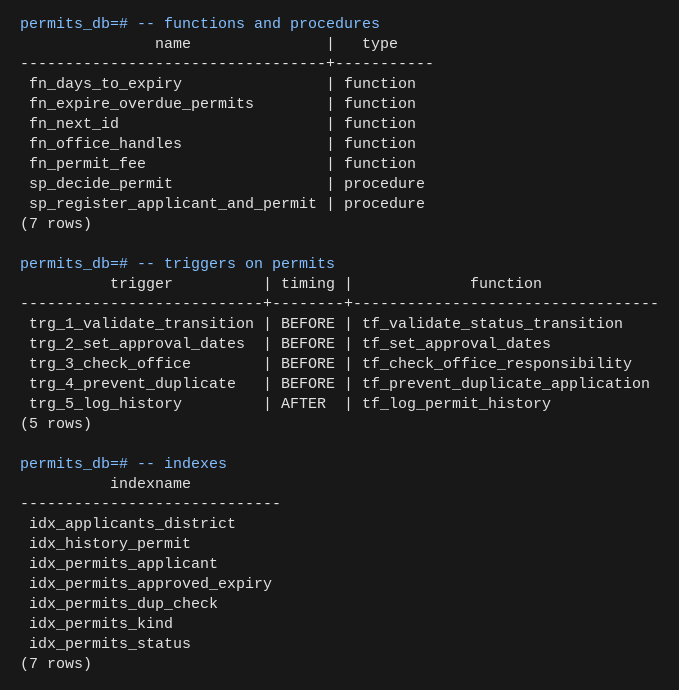 permits_db=# -- functions and procedures
               name               |   type
----------------------------------+-----------
 fn_days_to_expiry                | function
 fn_expire_overdue_permits        | function
 fn_next_id                       | function
 fn_office_handles                | function
 fn_permit_fee                    | function
 sp_decide_permit                 | procedure
 sp_register_applicant_and_permit | procedure
(7 rows)

permits_db=# -- triggers on permits
          trigger          | timing |             function
---------------------------+--------+----------------------------------
 trg_1_validate_transition | BEFORE | tf_validate_status_transition
 trg_2_set_approval_dates  | BEFORE | tf_set_approval_dates
 trg_3_check_office        | BEFORE | tf_check_office_responsibility
 trg_4_prevent_duplicate   | BEFORE | tf_prevent_duplicate_application
 trg_5_log_history         | AFTER  | tf_log_permit_history
(5 rows)

permits_db=# -- indexes
          indexname
-----------------------------
 idx_applicants_district
 idx_history_permit
 idx_permits_applicant
 idx_permits_approved_expiry
 idx_permits_dup_check
 idx_permits_kind
 idx_permits_status
(7 rows)